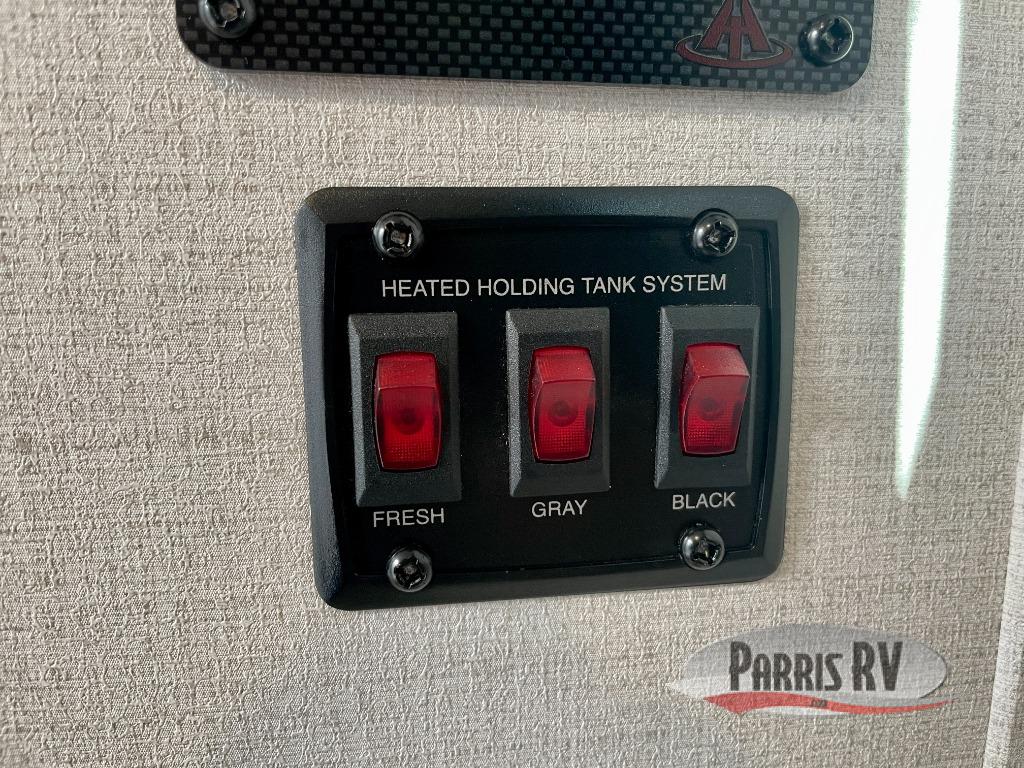 HEATED HOLDING TANK SYSTEM
FRESH
GRAY
BLACK
PARRIS RV